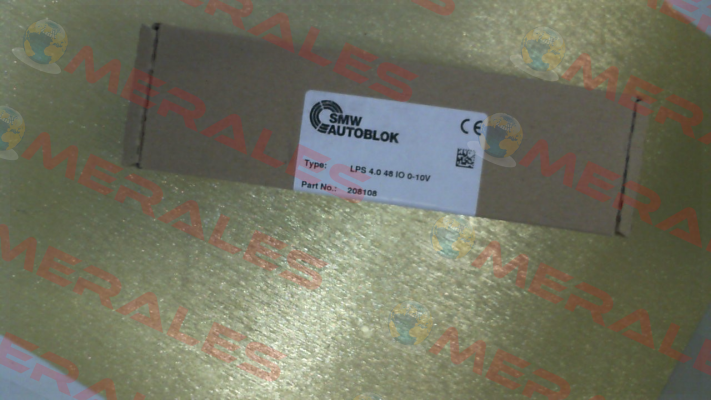 SMW
AUTOBLOK
CE
Type: LPS 4.0 48 IO 0-10V
Part No.: 208108
MERALES
MERALES
MERALES
MERALES
MERALES